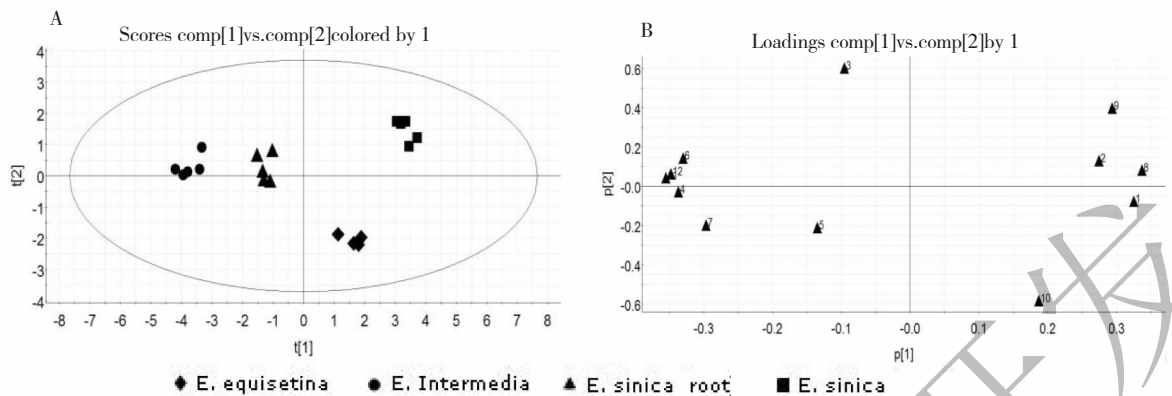 A
Scores comp[1]vs.comp[2]colored by 1
4
3
2
1
0
-1
-2
-3
-4
t[2]
-8 -7 -6 -5 -4 -3 -2 -1 0 1 2 3 4 5 6 7 8
t[1]
B
Loadings comp[1]vs.comp[2]by 1
0.6
0.4
0.2
-0.0
-0.2
-0.4
-0.6
p[2]
3
9
6
2
8
12
4
1
7
5
10
-0.3 -0.2 -0.1 -0.0 0.1 0.2 0.3
p[1]
E. equisetina E. Intermedia E. sinica root E. sinica